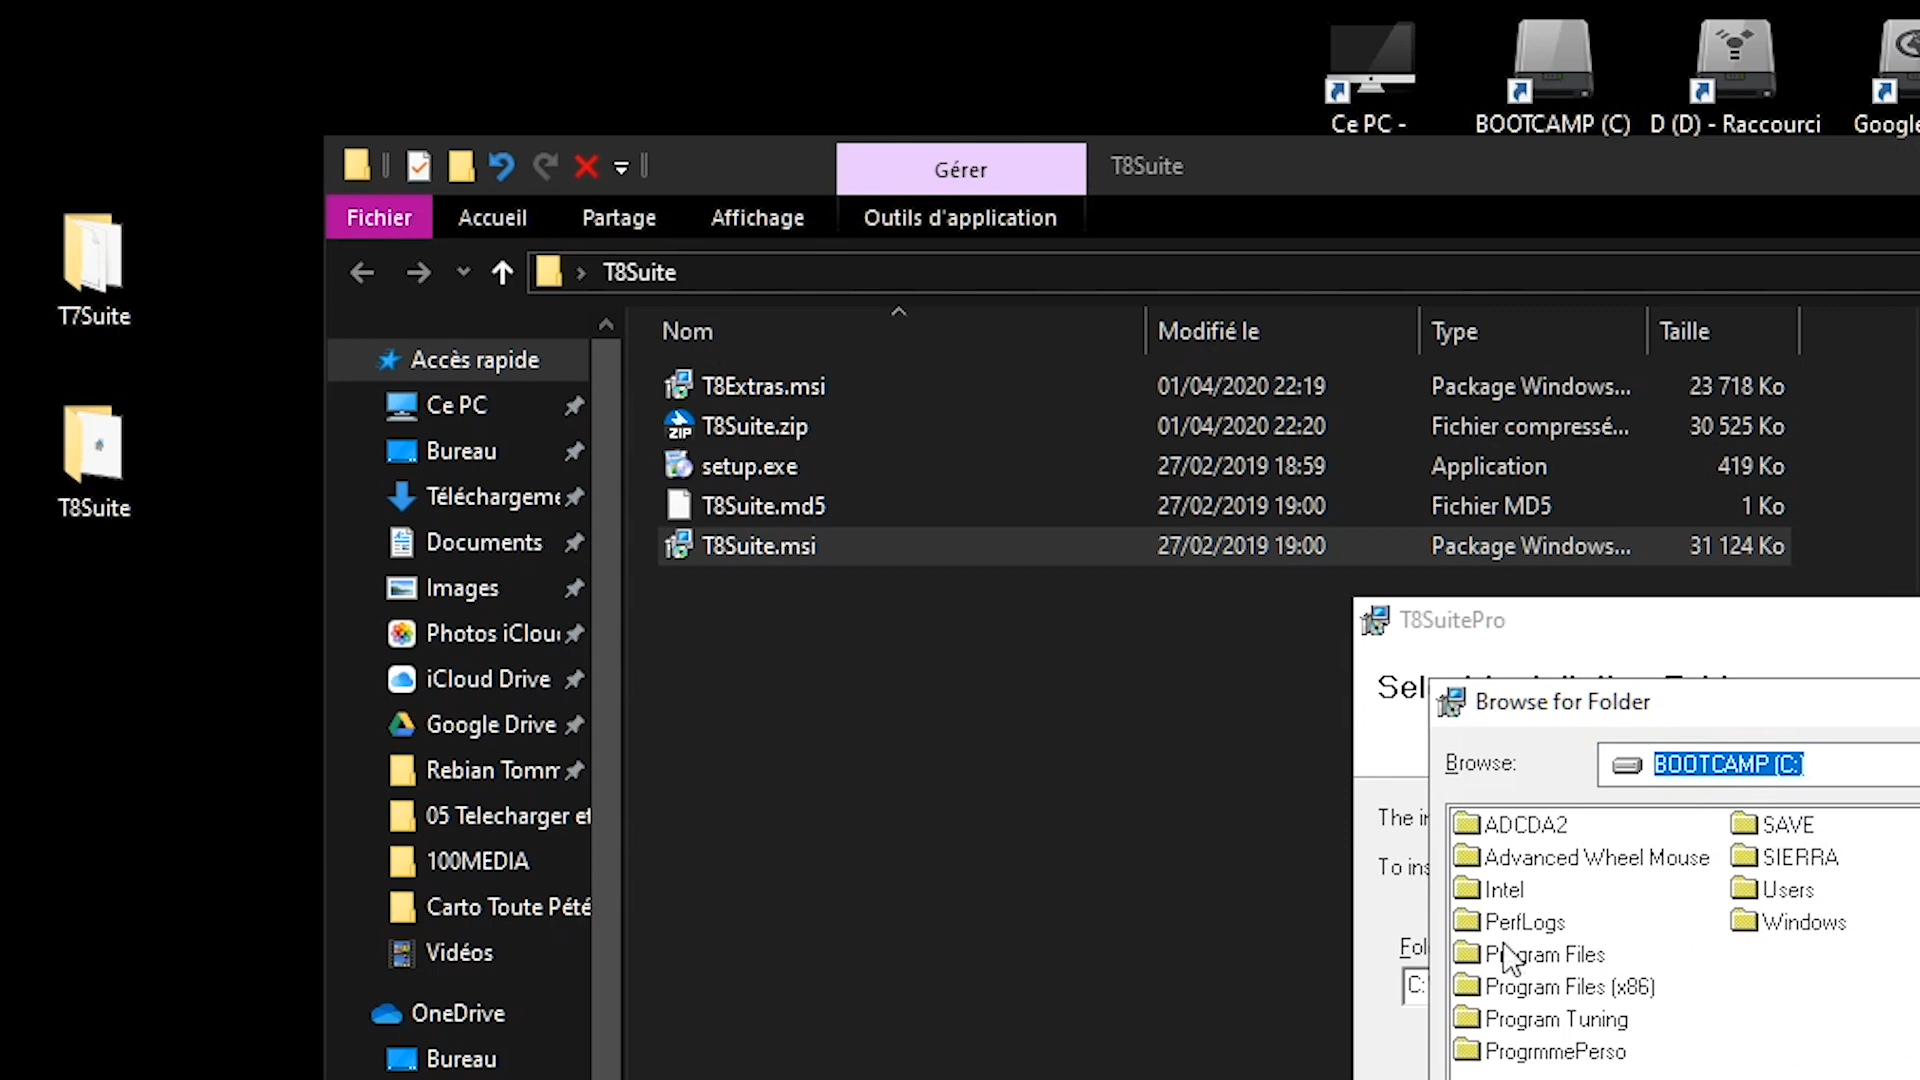 Ce PC -
BOOTCAMP (C)
D (D) - Raccourci
Google
Gérer
T8Suite
Fichier
Accueil
Partage
Affichage
Outils d'application
T8Suite
T7Suite
T8Suite
Nom
Modifié le
Type
Taille
T8Extras.msi
01/04/2020 22:19
Package Windows...
23 718 Ko
T8Suite.zip
01/04/2020 22:20
Fichier compressé...
30 525 Ko
ZIP
setup.exe
27/02/2019 18:59
Application
419 Ko
T8Suite.md5
27/02/2019 19:00
Fichier MD5
1 Ko
T8Suite.msi
27/02/2019 19:00
Package Windows...
31 124 Ko
Accès rapide
Ce PC
Bureau
Téléchargeme
Documents
Images
Photos iClou
iCloud Drive
Google Drive
Rebian Tomm
05 Telecharger et
100MEDIA
Carto Toute Pété
Vidéos
OneDrive
Bureau
T8SuitePro
Browse for Folder
Browse:
BOOTCAMP (C:)
The
To
C:
ADCDA2
Advanced Wheel Mouse
Intel
PerfLogs
Program Files
Program Files (x86)
Program Tuning
ProgrmmePerso
SAVE
SIERRA
Users
Windows